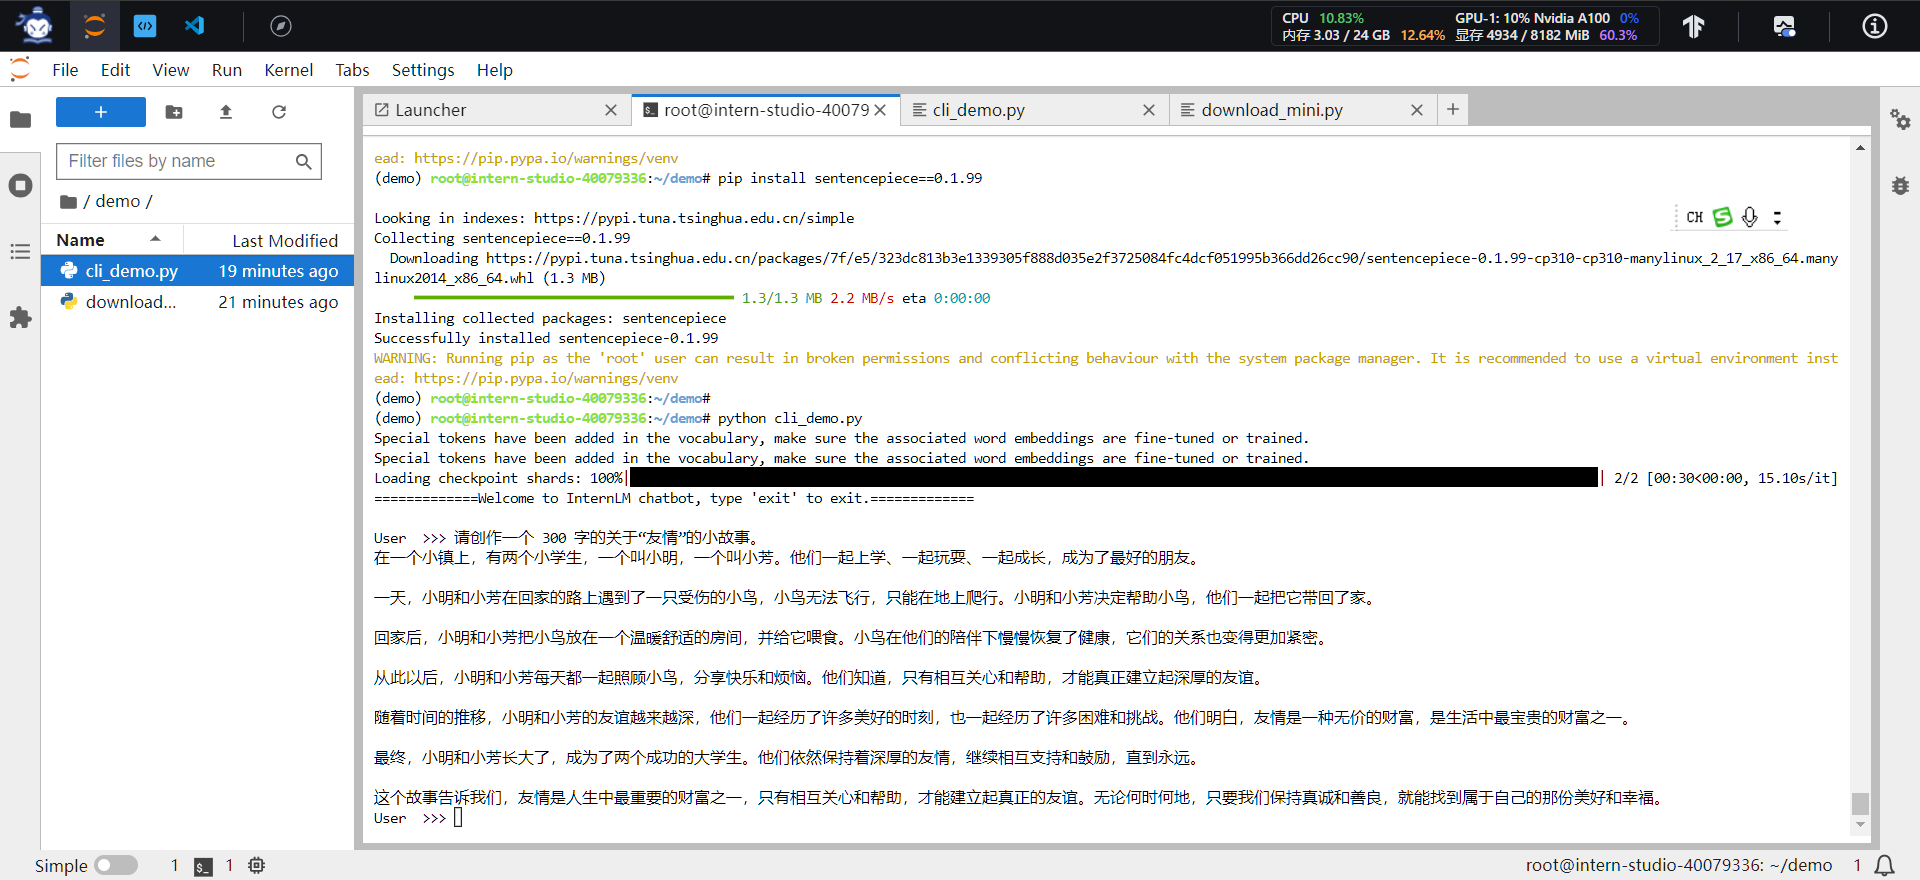 CPU 10.83% GPU-1: 10% Nvidia A100 0%
内存 3.03 / 24 GB 12.64% 显存 4934 / 8182 MiB 60.3%
File Edit View Run Kernel Tabs Settings Help
Launcher root@intern-studio-40079 cli_demo.py download_mini.py
Filter files by name
/ demo /
Name Last Modified
cli_demo.py 19 minutes ago
download... 21 minutes ago
ead: https://pip.pypa.io/warnings/venv
(demo) root@intern-studio-40079336:~/demo# pip install sentencepiece==0.1.99
Looking in indexes: https://pypi.tuna.tsinghua.edu.cn/simple
CH
Collecting sentencepiece==0.1.99
Downloading https://pypi.tuna.tsinghua.edu.cn/packages/7f/e5/323dc813b3e1339305f888d035e2f3725084fc4dcf051995b366dd26cc90/sentencepiece-0.1.99-cp310-cp310-manylinux_2_17_x86_64.many
linux2014_x86_64.whl (1.3 MB)
1.3/1.3 MB 2.2 MB/s eta 0:00:00
Installing collected packages: sentencepiece
Successfully installed sentencepiece-0.1.99
WARNING: Running pip as the 'root' user can result in broken permissions and conflicting behaviour with the system package manager. It is recommended to use a virtual environment inst
ead: https://pip.pypa.io/warnings/venv
(demo) root@intern-studio-40079336:~/demo#
(demo) root@intern-studio-40079336:~/demo# python cli_demo.py
Special tokens have been added in the vocabulary, make sure the associated word embeddings are fine-tuned or trained.
Special tokens have been added in the vocabulary, make sure the associated word embeddings are fine-tuned or trained.
Loading checkpoint shards: 100%| | 2/2 [00:30<00:00, 15.10s/it]
=============Welcome to InternLM chatbot, type 'exit' to exit.=============
User >>> 请创作一个 300 字的关于“友情”的小故事。
在一个小镇上，有两个小学生，一个叫小明，一个叫小芳。他们一起上学、一起玩耍、一起成长，成为了最好的朋友。
一天，小明和小芳在回家的路上遇到了一只受伤的小鸟，小鸟无法飞行，只能在地上爬行。小明和小芳决定帮助小鸟，他们一起把它带回了家。
回家后，小明和小芳把小鸟放在一个温暖舒适的房间，并给它喂食。小鸟在他们的陪伴下慢慢恢复了健康，它们的关系也变得更加紧密。
从此以后，小明和小芳每天都一起照顾小鸟，分享快乐和烦恼。他们知道，只有相互关心和帮助，才能真正建立起深厚的友谊。
随着时间的推移，小明和小芳的友谊越来越深，他们一起经历了许多美好的时刻，也一起经历了许多困难和挑战。他们明白，友情是一种无价的财富，是生活中最宝贵的财富之一。
最终，小明和小芳长大了，成为了两个成功的大学生。他们依然保持着深厚的友情，继续相互支持和鼓励，直到永远。
这个故事告诉我们，友情是人生中最重要的财富之一，只有相互关心和帮助，才能建立起真正的友谊。无论何时何地，只要我们保持真诚和善良，就能找到属于自己的那份美好和幸福。
User >>>
Simple 1 1 root@intern-studio-40079336: ~/demo 1